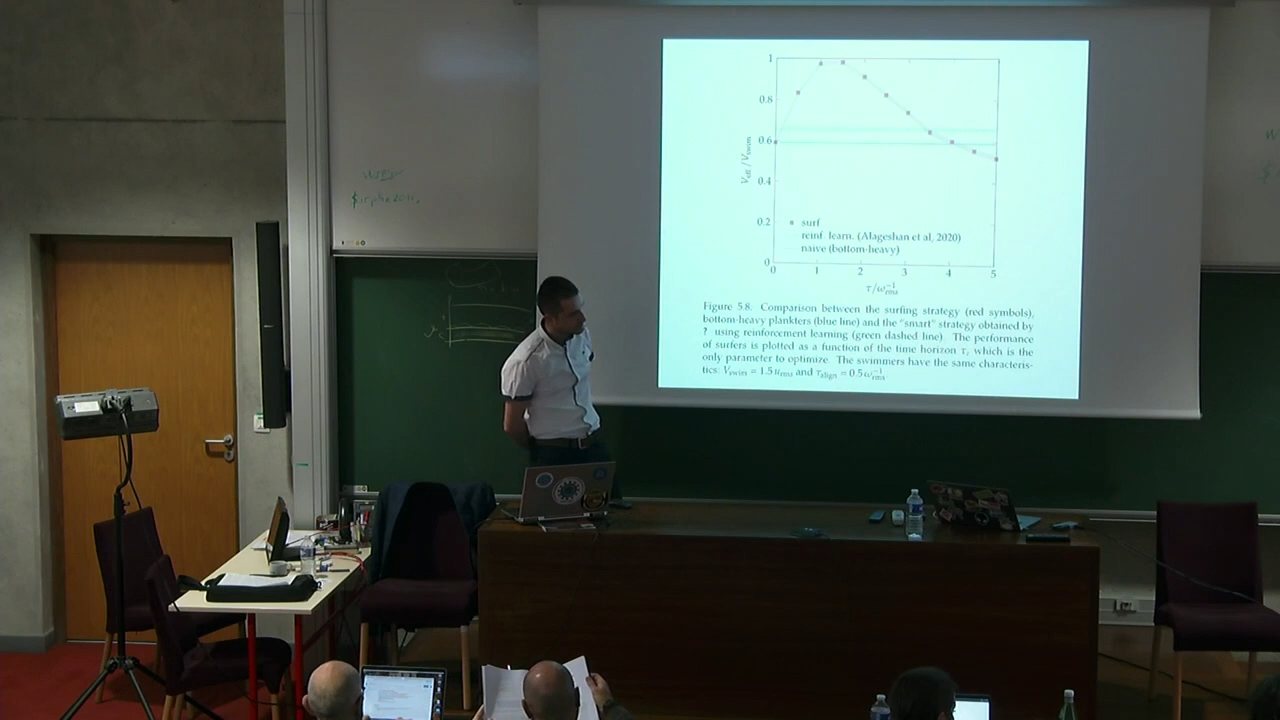 1
0.8
0.6
0.4
0.2
0
0 1 2 3 4 5
V_eff / V_swim
τ/ω_rms^-1
surf
reinf. learn. (Alageshan et al, 2020)
naive (bottom-heavy)
Figure 5.8. Comparison between the surfing strategy (red symbols),
bottom-heavy plankters (blue line) and the "smart" strategy obtained by
? using reinforcement learning (green dashed line). The performance
of surfers is plotted as a function of the time horizon τ, which is the
only parameter to optimize. The swimmers have the same characteris-
tics: V_swim = 1.5 u_rms and τ_align = 0.5 ω_rms^-1